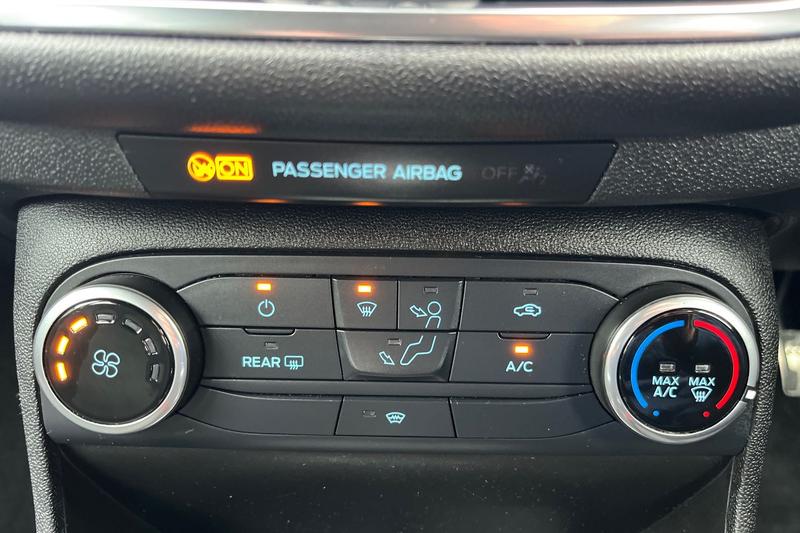 ON PASSENGER AIRBAG OFF
REAR
A/C
MAX
A/C
MAX